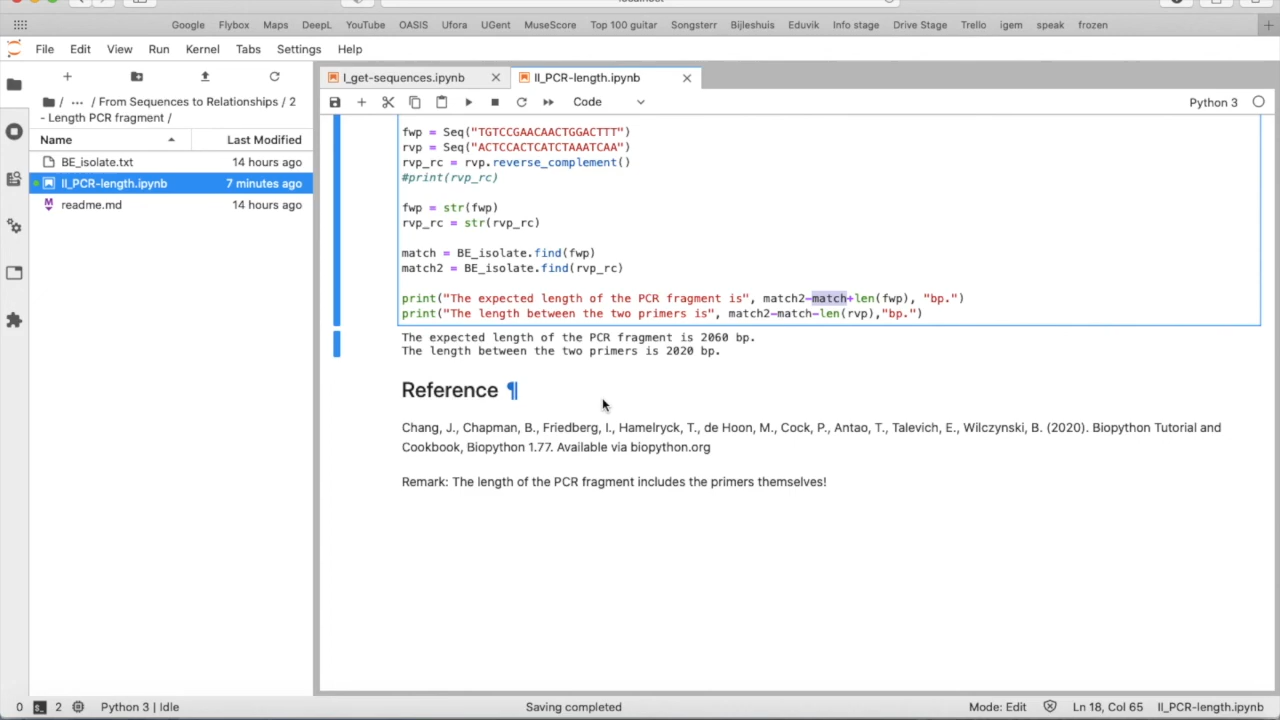 Google Flybox Maps DeepL YouTube OASIS Ufora UGent MuseScore Top 100 guitar Songsterr Bijleshuis Eduvik Info stage Drive Stage Trello igem speak frozen
File Edit View Run Kernel Tabs Settings Help
I_get-sequences.ipynb II_PCR-length.ipynb
/ ... / From Sequences to Relationships / 2
- Length PCR fragment /
Code Python 3
Name Last Modified
BE_isolate.txt 14 hours ago
II_PCR-length.ipynb 7 minutes ago
readme.md 14 hours ago
fwp = Seq("TGTCCGAACAACTGGACTTT")
rvp = Seq("ACTCCACTCATCTAAATCAA")
rvp_rc = rvp.reverse_complement()
#print(rvp_rc)
fwp = str(fwp)
rvp_rc = str(rvp_rc)
match = BE_isolate.find(fwp)
match2 = BE_isolate.find(rvp_rc)
print("The expected length of the PCR fragment is", match2-match+len(fwp), "bp.")
print("The length between the two primers is", match2-match-len(rvp),"bp.")
The expected length of the PCR fragment is 2060 bp.
The length between the two primers is 2020 bp.
Reference ¶
Chang, J., Chapman, B., Friedberg, I., Hamelryck, T., de Hoon, M., Cock, P., Antao, T., Talevich, E., Wilczynski, B. (2020). Biopython Tutorial and
Cookbook, Biopython 1.77. Available via biopython.org
Remark: The length of the PCR fragment includes the primers themselves!
0 2 Python 3 | Idle Saving completed Mode: Edit Ln 18, Col 65 II_PCR-length.ipynb